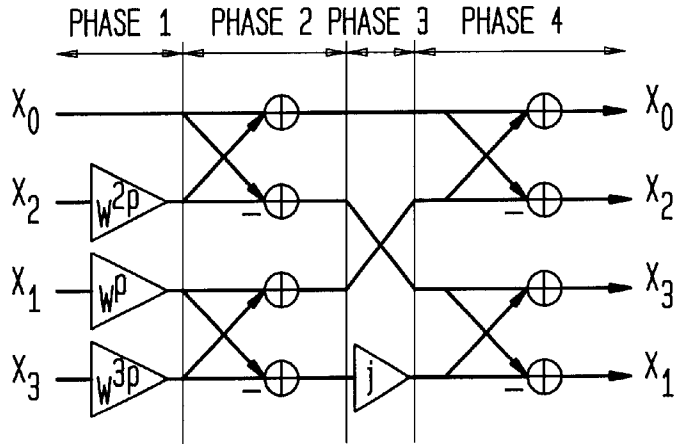 PHASE 1 PHASE 2 PHASE 3 PHASE 4
X0 X0
X2 W2p X2
X1 Wp X3
X3 W3p j X1